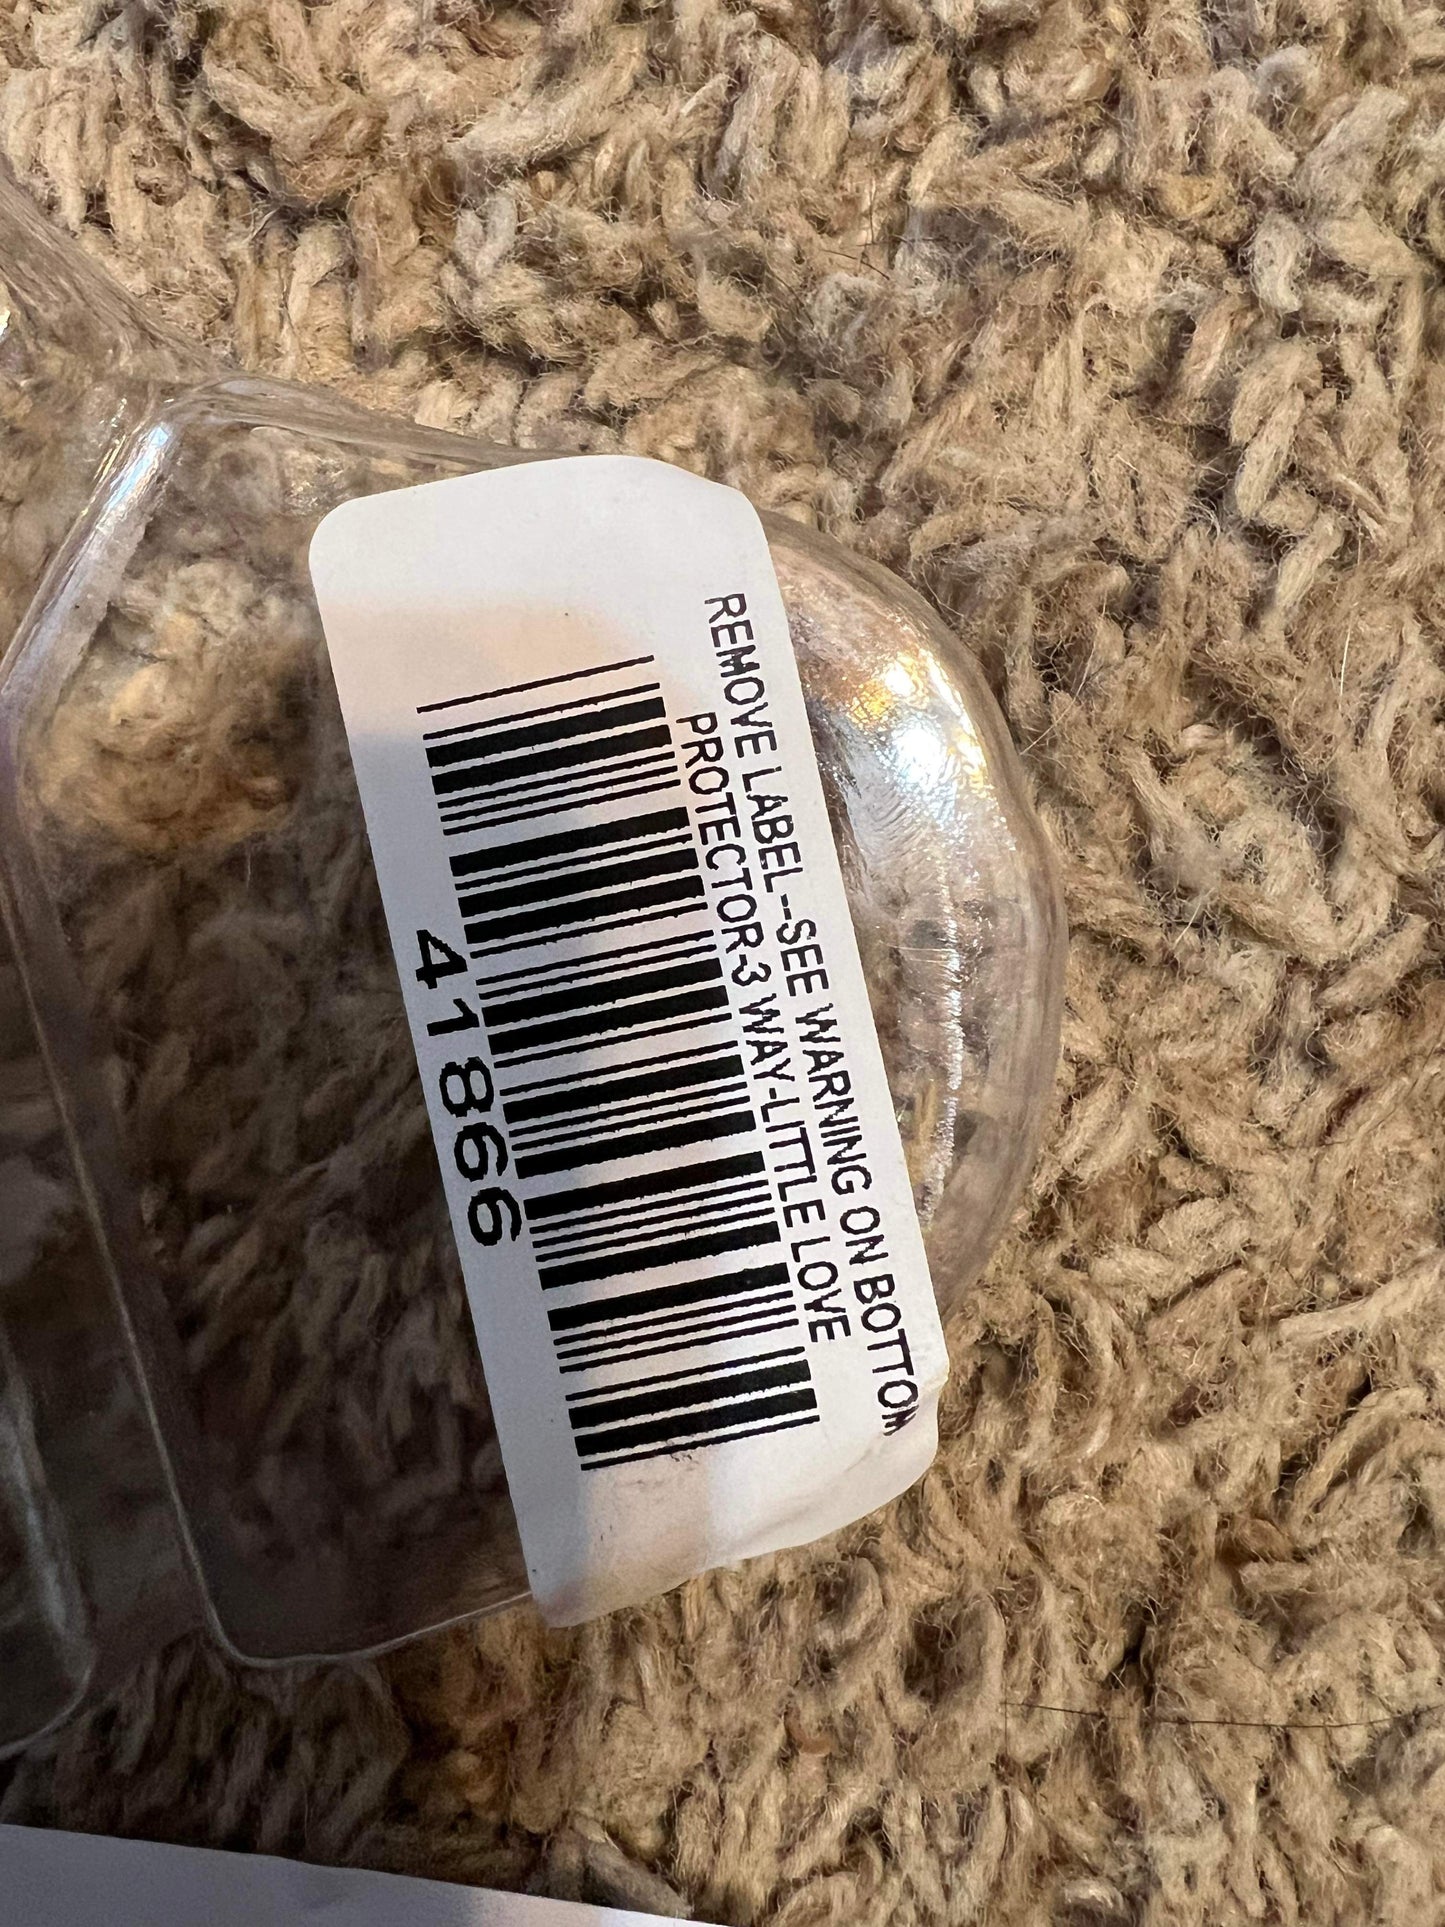 REMOVE LABEL--SEE WARNING ON BOTTOM
PROTECTOR-3 WAY-LITTLE LOVE
41866